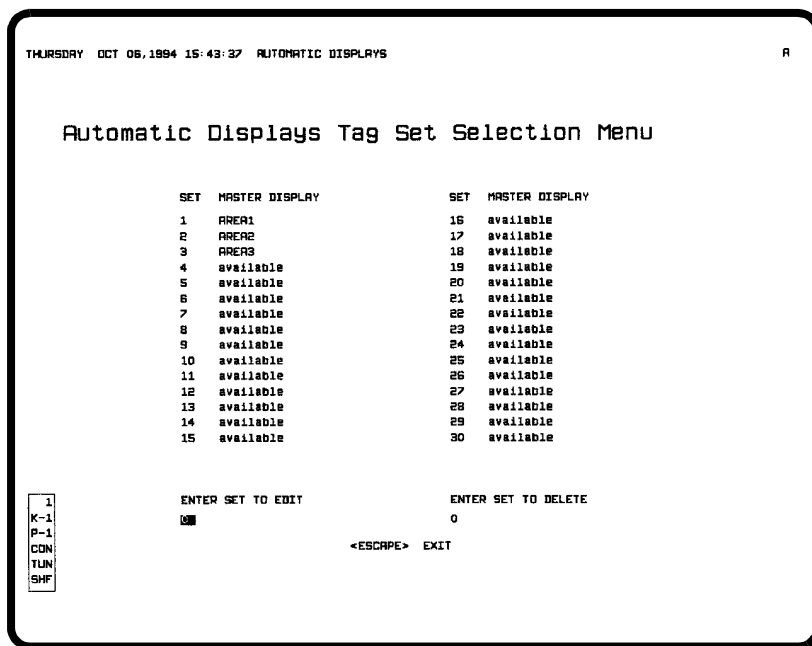 THURSDAY OCT 06,1994 15:43:37 AUTOMATIC DISPLAYS A
Automatic Displays Tag Set Selection Menu
SET MASTER DISPLAY SET MASTER DISPLAY
1 AREA1 16 available
2 AREA2 17 available
3 AREA3 18 available
4 available 19 available
5 available 20 available
6 available 21 available
7 available 22 available
8 available 23 available
9 available 24 available
10 available 25 available
11 available 26 available
12 available 27 available
13 available 28 available
14 available 29 available
15 available 30 available
ENTER SET TO EDIT ENTER SET TO DELETE
0 0
<ESCAPE> EXIT
1
K-1
P-1
CON
TUN
SHF